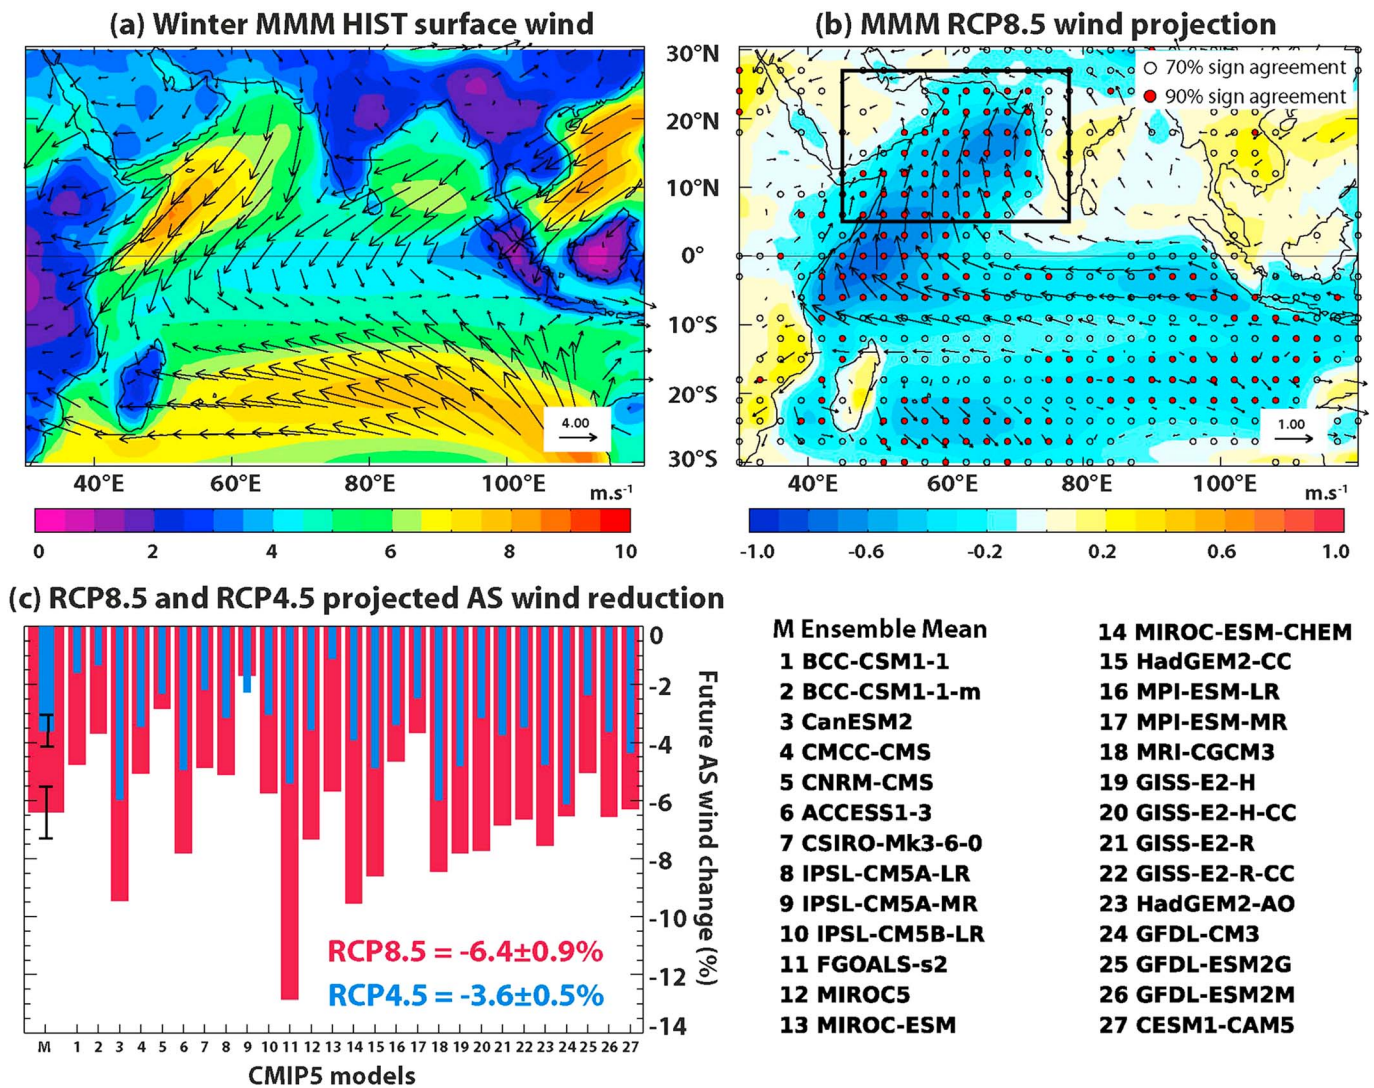 (a) Winter MMM HIST surface wind
(b) MMM RCP8.5 wind projection
30°N
20°N
10°N
0°
10°S
20°S
30°S
70% sign agreement
90% sign agreement
4.00
1.00
40°E 60°E 80°E 100°E m.s-1
40°E 60°E 80°E 100°E m.s-1
0 2 4 6 8 10
-1.0 -0.6 -0.2 0.2 0.6 1.0
(c) RCP8.5 and RCP4.5 projected AS wind reduction
0
-2
-4
-6
-8
-10
-12
-14
Future AS wind change (%)
RCP8.5 = -6.4±0.9%
RCP4.5 = -3.6±0.5%
M 1 2 3 4 5 6 7 8 9 10 11 12 13 14 15 16 17 18 19 20 21 22 23 24 25 26 27
CMIP5 models
M Ensemble Mean
1 BCC-CSM1-1
2 BCC-CSM1-1-m
3 CanESM2
4 CMCC-CMS
5 CNRM-CMS
6 ACCESS1-3
7 CSIRO-Mk3-6-0
8 IPSL-CM5A-LR
9 IPSL-CM5A-MR
10 IPSL-CM5B-LR
11 FGOALS-s2
12 MIROC5
13 MIROC-ESM
14 MIROC-ESM-CHEM
15 HadGEM2-CC
16 MPI-ESM-LR
17 MPI-ESM-MR
18 MRI-CGCM3
19 GISS-E2-H
20 GISS-E2-H-CC
21 GISS-E2-R
22 GISS-E2-R-CC
23 HadGEM2-AO
24 GFDL-CM3
25 GFDL-ESM2G
26 GFDL-ESM2M
27 CESM1-CAM5